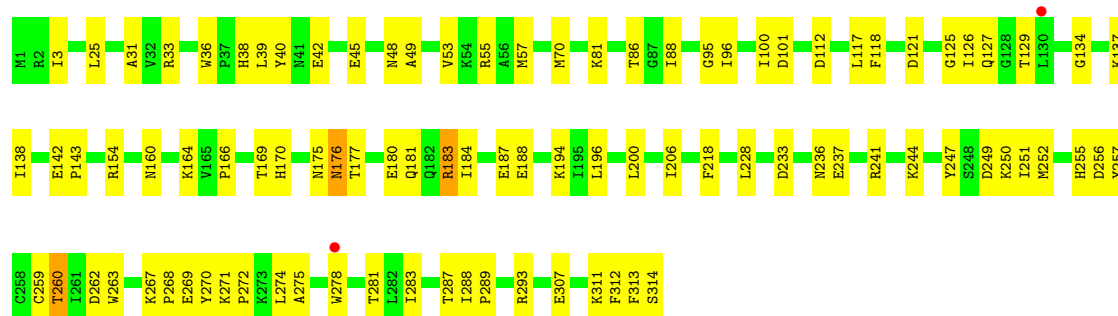 M1 R2 I3 L25 A31 V32 R33 W36 P37 H38 L39 Y40 N41 E42 E45 N48 A49 V53 K54 R55 A56 M57 M70 K81 T86 G87 I88 G95 I96 I100 D101 D112 L117 F118 D121 G125 I126 Q127 G128 T129 L130 G134 K137
I138 E142 P143 R154 N160 K164 V165 P166 T169 H170 N175 N176 T177 E180 Q181 Q182 R183 I184 E187 E188 K194 I195 L196 L200 I206 F218 L228 D233 N236 E237 R241 K244 Y247 S248 D249 K250 I251 M252 H255 D256 Y257
C258 C259 T260 I261 D262 W263 K267 P268 E269 Y270 K271 P272 K273 L274 A275 W278 T281 L282 I283 T287 I288 P289 R293 E307 K311 F312 F313 S314